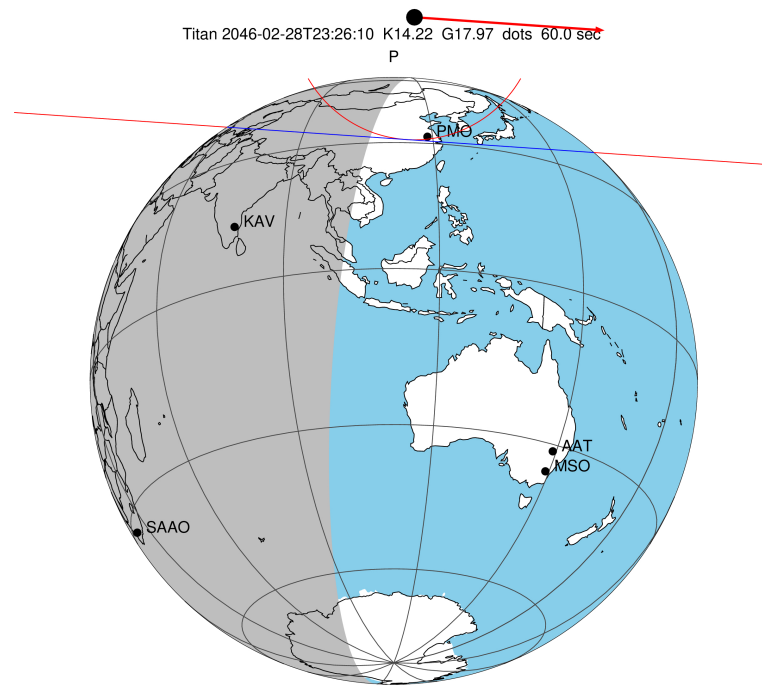 Titan 2046-02-28T23:26:10 K14.22 G17.97 dots 60.0 sec
P
PMO
KAV
AAT
MSO
SAAO